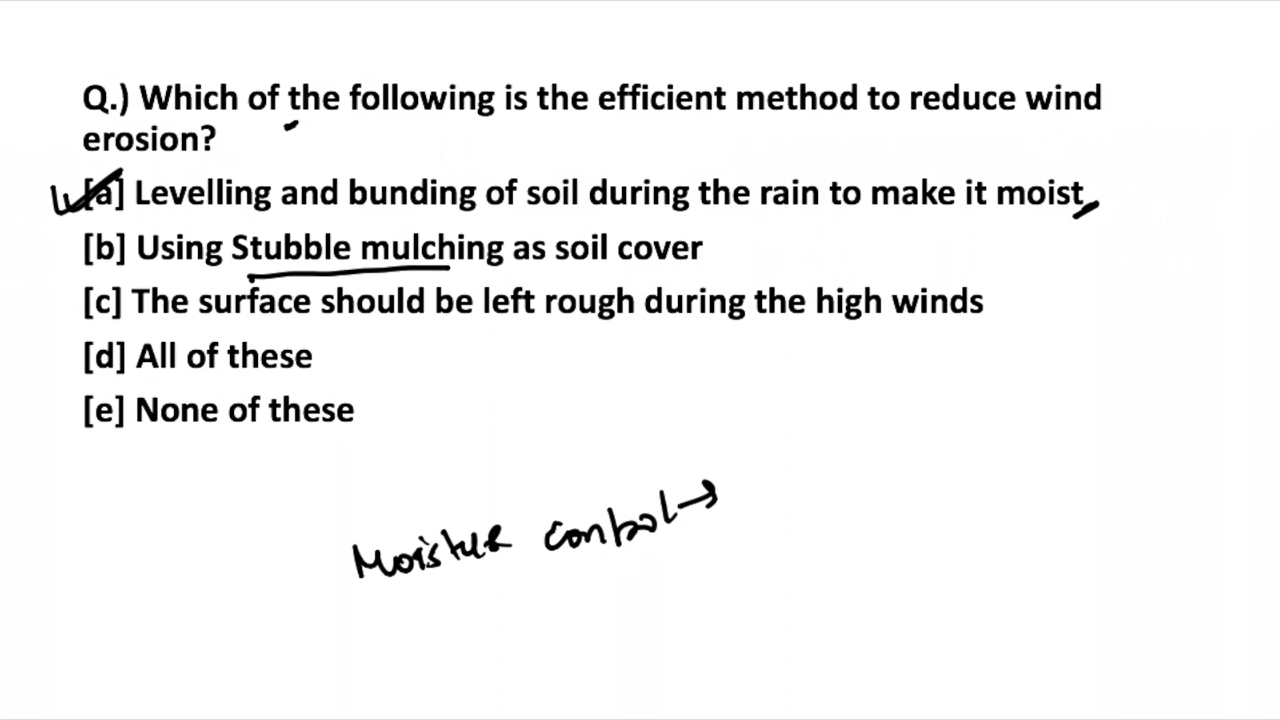 Q.) Which of the following is the efficient method to reduce wind
erosion?
[a] Levelling and bunding of soil during the rain to make it moist
[b] Using Stubble mulching as soil cover
[c] The surface should be left rough during the high winds
[d] All of these
[e] None of these
Moisture control →